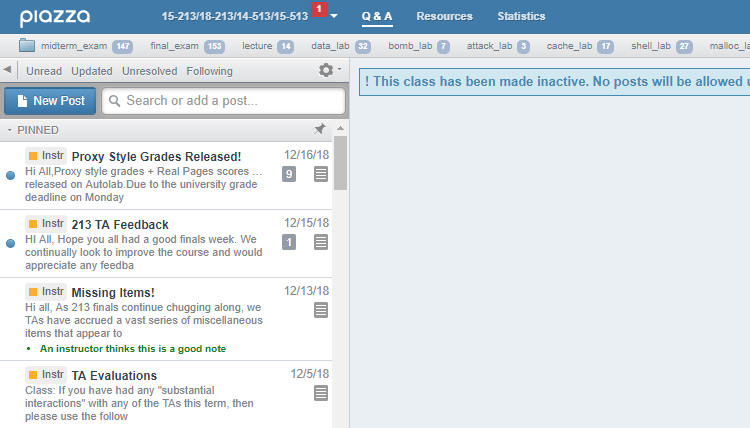 piazza 15-213/18-213/14-513/15-513 1 Q & A Resources Statistics
midterm_exam 147 final_exam 153 lecture 14 data_lab 32 bomb_lab 7 attack_lab 3 cache_lab 17 shell_lab 27 malloc_l
Unread Updated Unresolved Following
! This class has been made inactive. No posts will be allowed u
New Post Search or add a post...
PINNED
Instr Proxy Style Grades Released! 12/16/18
Hi All,Proxy style grades + Real Pages scores ... 9
released on Autolab.Due to the university grade
deadline on Monday
Instr 213 TA Feedback 12/15/18
HI All, Hope you all had a good finals week. We 1
continually look to improve the course and would
appreciate any feedba
Instr Missing Items! 12/13/18
Hi all, As 213 finals continue chugging along, we
TAs have accrued a vast series of miscellaneous
items that appear to
• An instructor thinks this is a good note
Instr TA Evaluations 12/5/18
Class: If you have had any "substantial
interactions" with any of the TAs this term, then
please use the follow